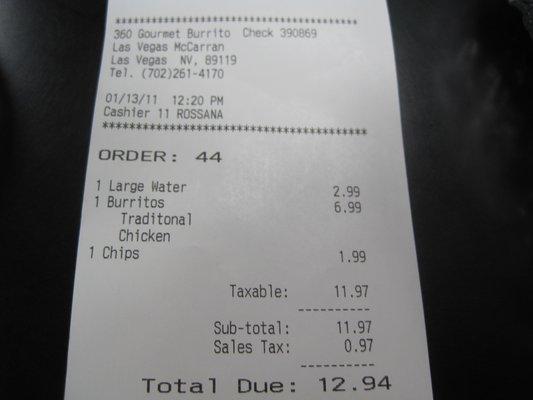 ****************************************
360 Gourmet Burrito Check 390869
Las Vegas McCarran
Las Vegas NV, 89119
Tel. (702)261-4170
01/13/11 12:20 PM
Cashier 11 ROSSANA
****************************************
ORDER: 44
1 Large Water 2.99
1 Burritos 6.99
Traditonal
Chicken
1 Chips 1.99
Taxable: 11.97
----------
Sub-total: 11.97
Sales Tax: 0.97
----------
Total Due: 12.94